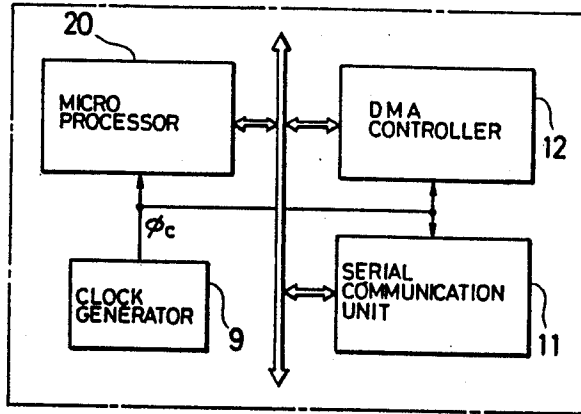 20
MICRO
PROCESSOR
DMA
CONTROLLER
12
φc
CLOCK
GENERATOR
9
SERIAL
COMMUNICATION
UNIT
11